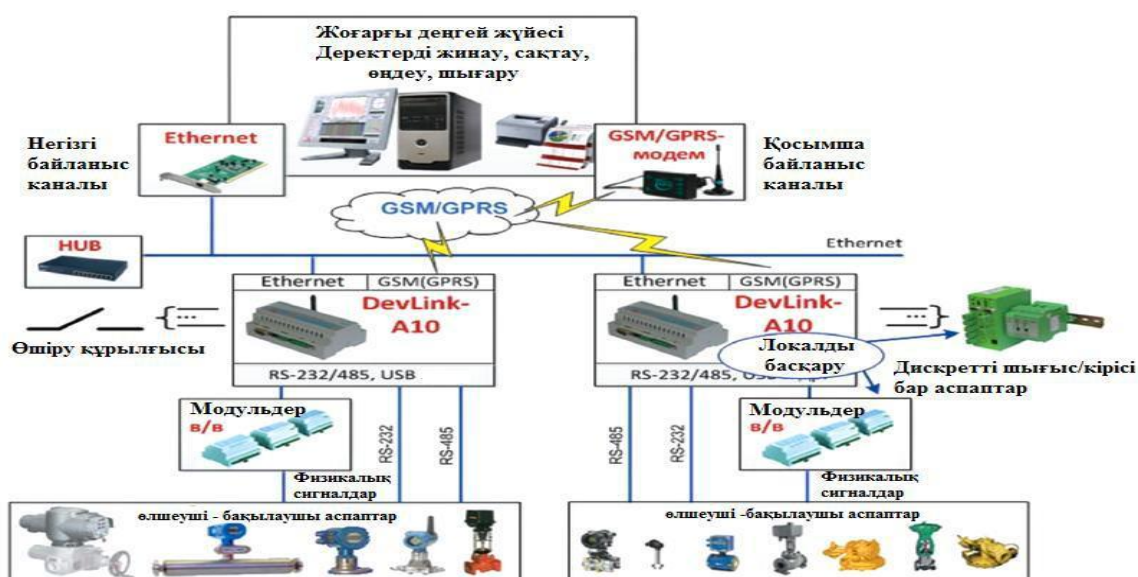 Жоғарғы деңгей жүйесі
Деректерді жинау, сақтау,
өңдеу, шығару
Негізгі
байланыс
каналы
Ethernet
GSM/GPRS-
модем
Қосымша
байланыс
каналы
GSM/GPRS
HUB
Ethernet
Ethernet
GSM(GPRS)
DevLink-
A10
RS-232/485, USB
Өшіру құрылғысы
Ethernet
GSM(GPRS)
DevLink-
A10
Локалды
басқару
RS-232/485, US
Дискретті шығыс/кірісі
бар аспаптар
Модульдер
в/в
RS-232
RS-485
Физикалық
сигналдар
RS-485
RS-232
Модульдер
в/в
Физикалық
сигналдар
өлшеуші - бақылаушы аспаптар
өлшеуші -бақылаушы аспаптар